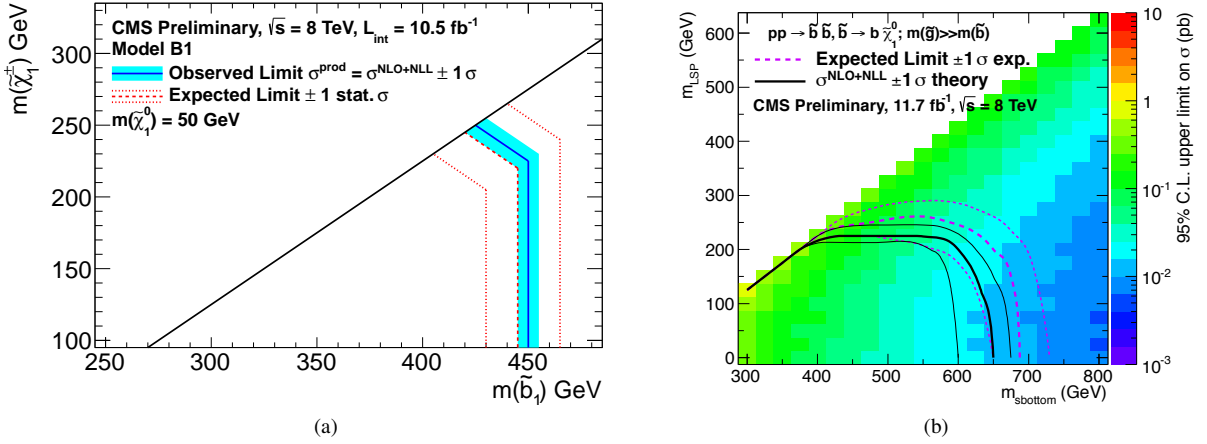 CMS Preliminary, √s = 8 TeV, L_int = 10.5 fb⁻¹
Model B1
Observed Limit σ^prod = σ^NLO+NLL ± 1 σ
Expected Limit ± 1 stat. σ
m(χ̃₁⁰) = 50 GeV
m(χ̃₁^±) GeV
300
250
200
150
100
250 300 350 400 450
m(b̃₁) GeV
(a)
pp → b̃ b̃, b̃ → b χ̃₁⁰; m(g̃)>>m(b̃)
Expected Limit ±1 σ exp.
σ^NLO+NLL ±1 σ theory
CMS Preliminary, 11.7 fb⁻¹, √s = 8 TeV
m_LSP (GeV)
600
500
400
300
200
100
0
300 400 500 600 700 800
m_sbottom (GeV)
10
1
10⁻¹
10⁻²
10⁻³
95% C.L. upper limit on σ (pb)
(b)